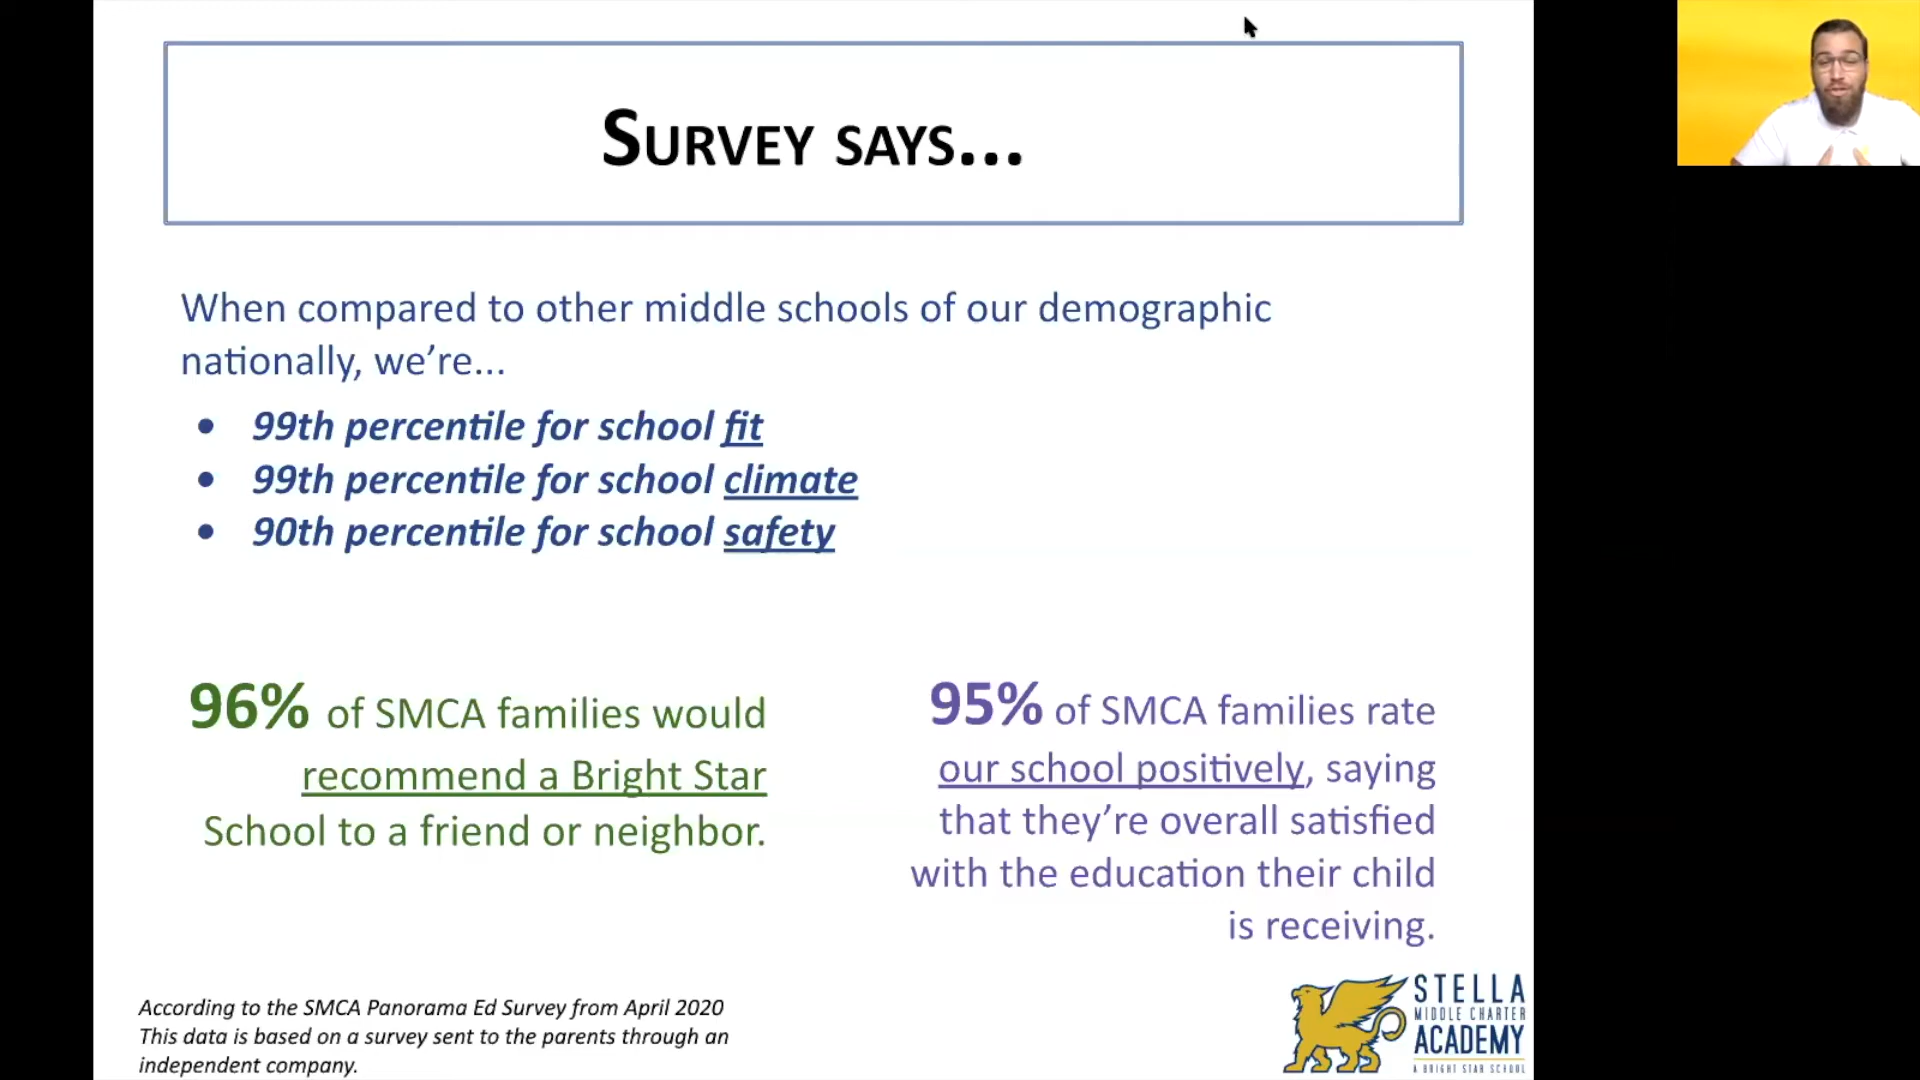 Survey says...
When compared to other middle schools of our demographic
nationally, we’re...
• 99th percentile for school fit
• 99th percentile for school climate
• 90th percentile for school safety
96% of SMCA families would
recommend a Bright Star
School to a friend or neighbor.
95% of SMCA families rate
our school positively, saying
that they’re overall satisfied
with the education their child
is receiving.
According to the SMCA Panorama Ed Survey from April 2020
This data is based on a survey sent to the parents through an
independent company.
STELLA
MIDDLE CHARTER
ACADEMY
A BRIGHT STAR SCHOOL